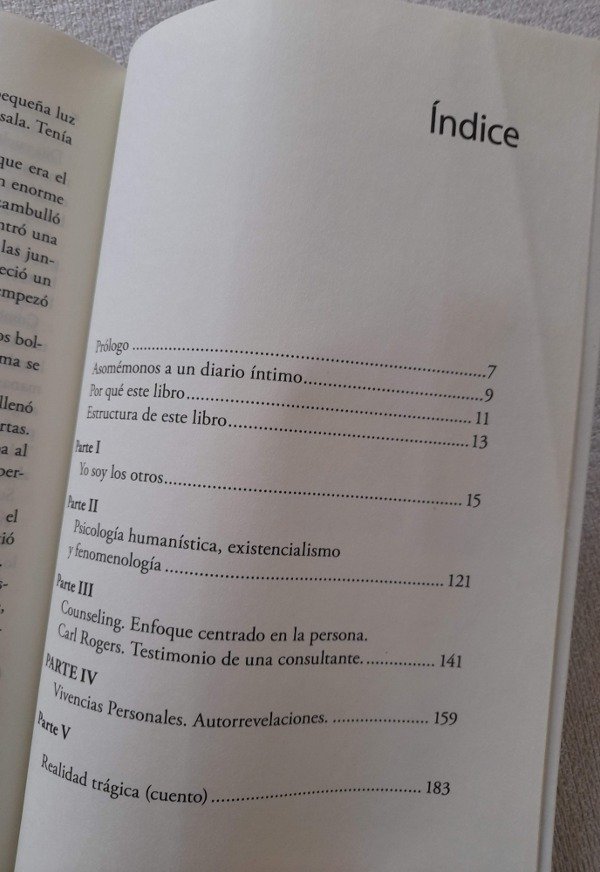 equeña luz
sala. Tenía
que era el
n enorme
ambulló
ntró una
las jun-
eció un
empezó
os bol-
ma se
llenó
rtas.
a al
per-
el
ció
Índice
Prólogo ........................................................7
Asomémonos a un diario íntimo..............................9
Por qué este libro..................................................11
Estructura de este libro...........................................13
Parte I
Yo soy los otros......................................................15
Parte II
Psicología humanística, existencialismo
y fenomenología .................................................. 121
Parte III
Counseling. Enfoque centrado en la persona.
Carl Rogers. Testimonio de una consultante............... 141
PARTE IV
Vivencias Personales. Autorrevelaciones. ................... 159
Parte V
Realidad trágica (cuento)........................................ 183